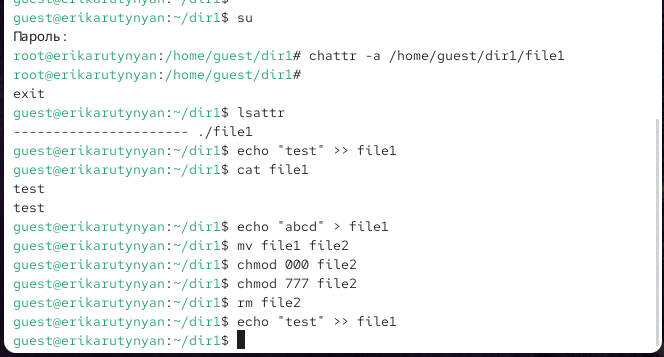 guest@erikarutynyan:~/dir1$ su
Пароль:
root@erikarutynyan:/home/guest/dir1# chattr -a /home/guest/dir1/file1
root@erikarutynyan:/home/guest/dir1#
exit
guest@erikarutynyan:~/dir1$ lsattr
---------------------- ./file1
guest@erikarutynyan:~/dir1$ echo "test" >> file1
guest@erikarutynyan:~/dir1$ cat file1
test
test
guest@erikarutynyan:~/dir1$ echo "abcd" > file1
guest@erikarutynyan:~/dir1$ mv file1 file2
guest@erikarutynyan:~/dir1$ chmod 000 file2
guest@erikarutynyan:~/dir1$ chmod 777 file2
guest@erikarutynyan:~/dir1$ rm file2
guest@erikarutynyan:~/dir1$ echo "test" >> file1
guest@erikarutynyan:~/dir1$